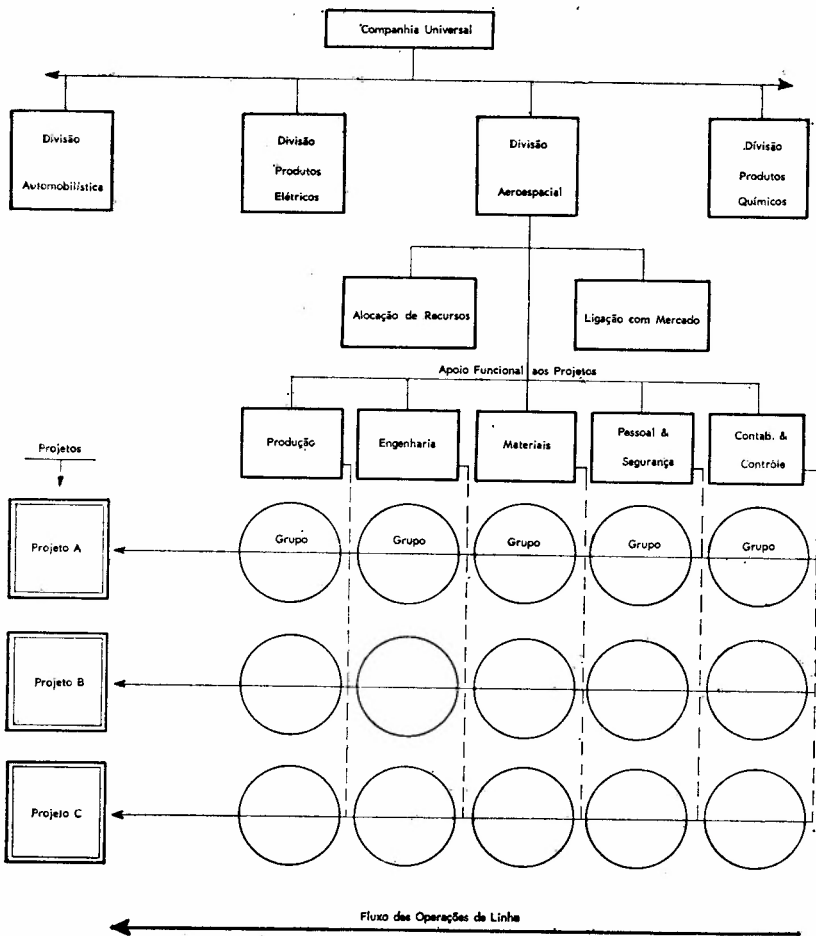 Companhia Universal
Divisão
Automobilística
Divisão
Produtos
Elétricos
Divisão
Aeroespacial
Divisão
Produtos
Químicos
Alocação de Recursos
Ligação com Mercado
Apoio Funcional aos Projetos
Produção
Engenharia
Materiais
Pessoal &
Segurança
Contab. &
Contrôle
Projetos
Projeto A
Grupo
Grupo
Grupo
Grupo
Grupo
Projeto B
Projeto C
Fluxo das Operações de Linha